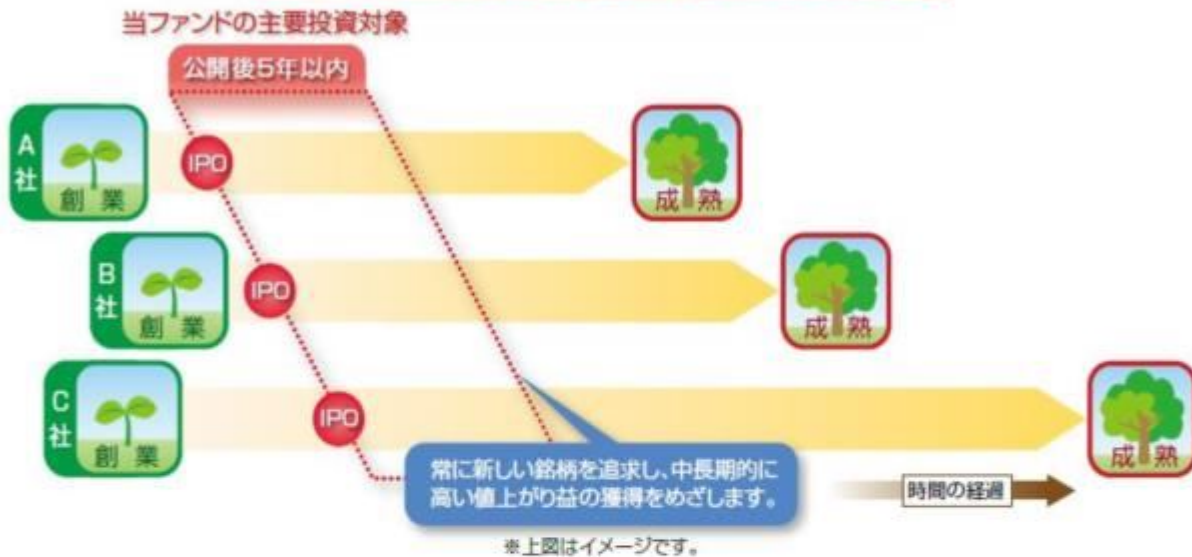 当ファンドの主要投資対象
公開後5年以内
A社
創業
IPO
成熟
B社
創業
IPO
成熟
C社
創業
IPO
成熟
常に新しい銘柄を追求し、中長期的に
高い値上がり益の獲得をめざします。
時間の経過
※上図はイメージです。